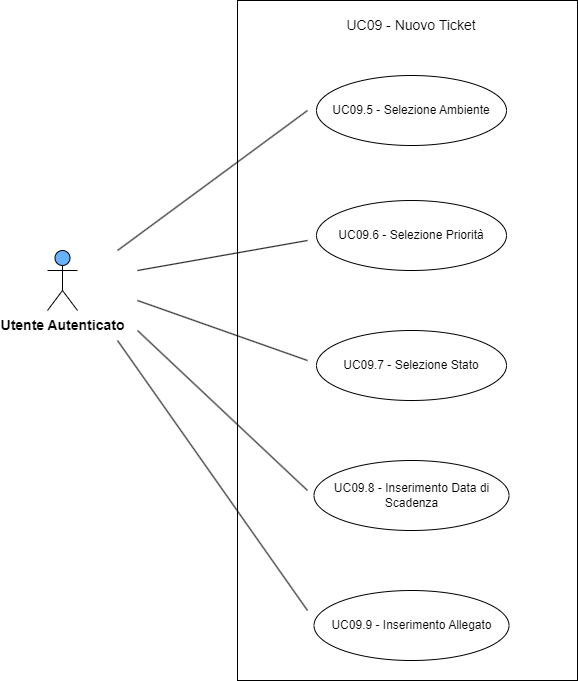 UC09 - Nuovo Ticket
UC09.5 - Selezione Ambiente
UC09.6 - Selezione Priorità
Utente Autenticato
UC09.7 - Selezione Stato
UC09.8 - Inserimento Data di
Scadenza
UC09.9 - Inserimento Allegato